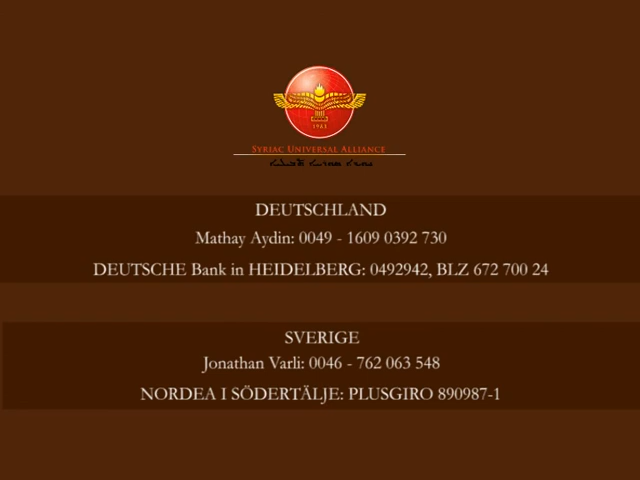 1983
SYRIAC UNIVERSAL ALLIANCE
DEUTSCHLAND
Mathay Aydin: 0049 - 1609 0392 730
DEUTSCHE Bank in HEIDELBERG: 0492942, BLZ 672 700 24
SVERIGE
Jonathan Varli: 0046 - 762 063 548
NORDEA I SÖDERTÄLJE: PLUSGIRO 890987-1